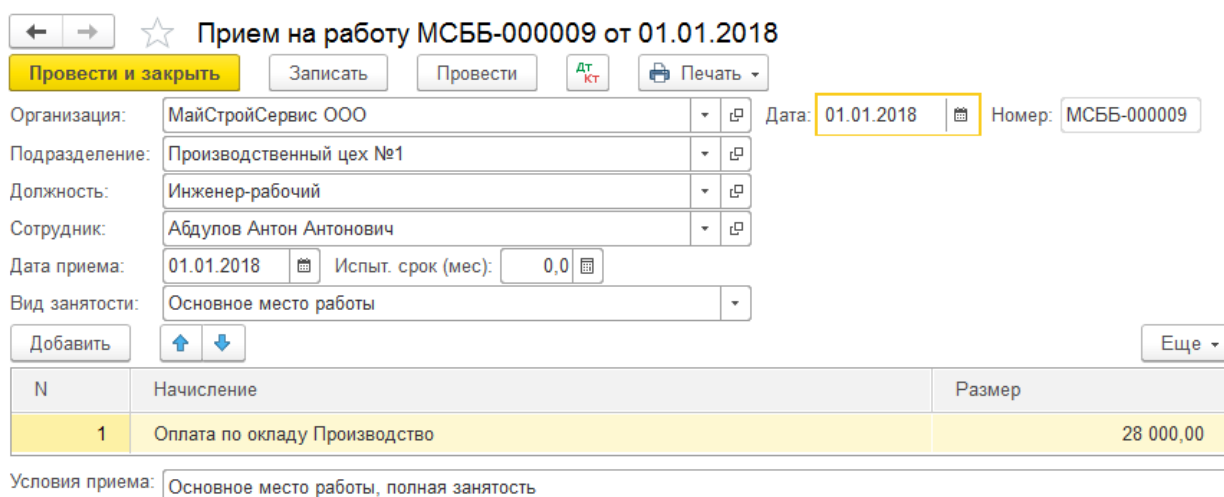 Прием на работу МСББ-000009 от 01.01.2018
Провести и закрыть Записать Провести Дт Кт Печать
Организация: МайСтройСервис ООО Дата: 01.01.2018 Номер: МСББ-000009
Подразделение: Производственный цех №1
Должность: Инженер-рабочий
Сотрудник: Абдулов Антон Антонович
Дата приема: 01.01.2018 Испыт. срок (мес): 0,0
Вид занятости: Основное место работы
Добавить Еще
N Начисление Размер
1 Оплата по окладу Производство 28 000,00
Условия приема: Основное место работы, полная занятость